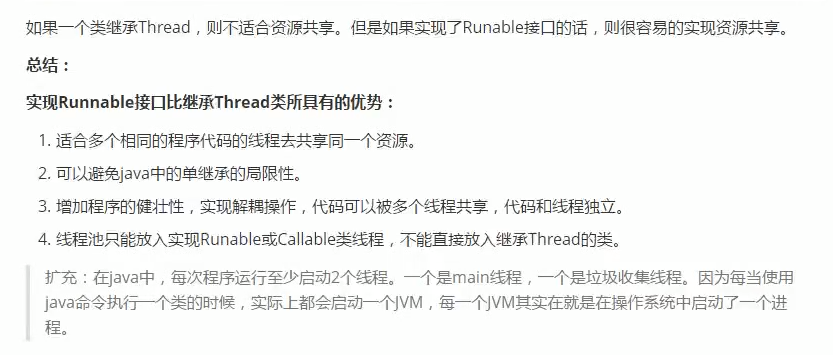 如果一个类继承Thread，则不适合资源共享。但是如果实现了Runable接口的话，则很容易的实现资源共享。
总结：
实现Runnable接口比继承Thread类所具有的优势：
1. 适合多个相同的程序代码的线程去共享同一个资源。
2. 可以避免java中的单继承的局限性。
3. 增加程序的健壮性，实现解耦操作，代码可以被多个线程共享，代码和线程独立。
4. 线程池只能放入实现Runable或Callable类线程，不能直接放入继承Thread的类。
扩充：在java中，每次程序运行至少启动2个线程。一个是main线程，一个是垃圾收集线程。因为每当使用
java命令执行一个类的时候，实际上都会启动一个JVM，每一个JVM其实在就是在操作系统中启动了一个进
程。